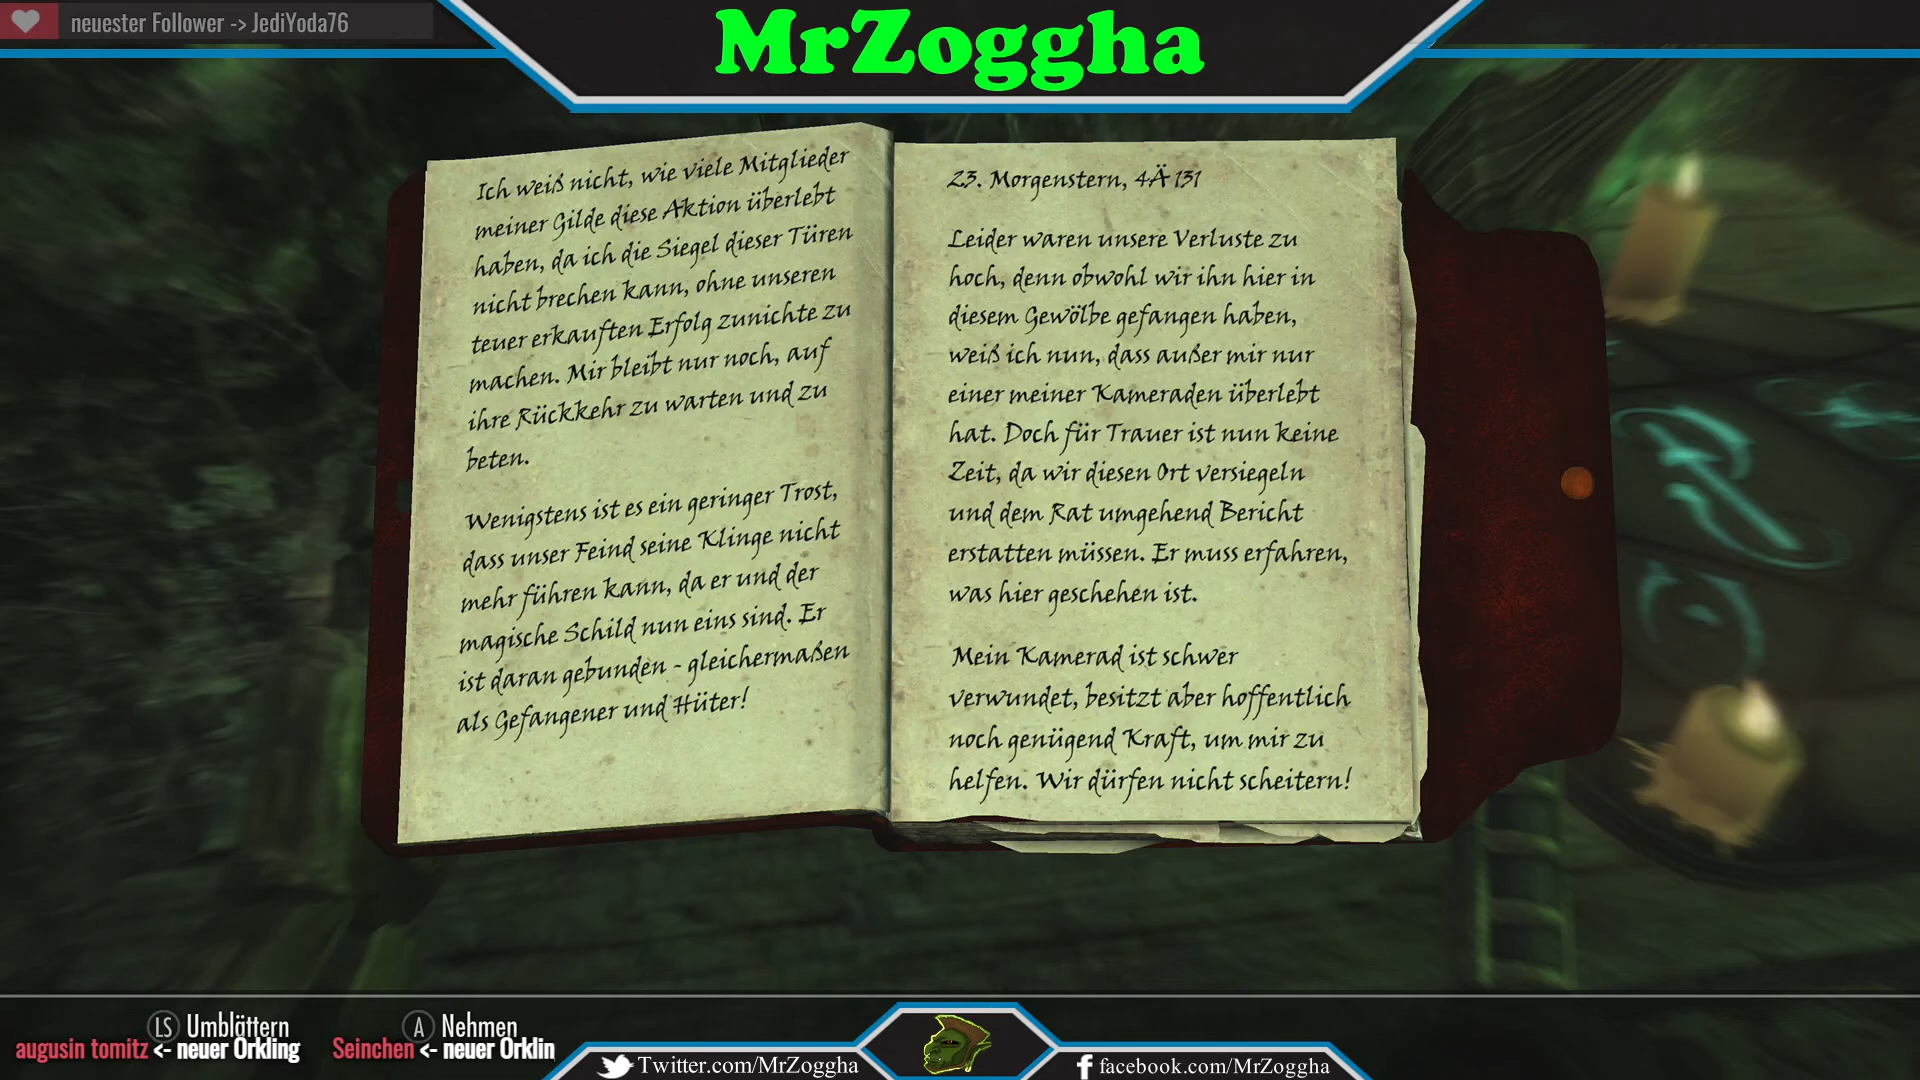 neuester Follower -> JediYoda76
MrZoggha
Ich weiß nicht, wie viele Mitglieder
meiner Gilde diese Aktion überlebt
haben, da ich die Siegel dieser Türen
nicht brechen kann, ohne unseren
teuer erkauften Erfolg zunichte zu
machen. Mir bleibt nur noch, auf
ihre Rückkehr zu warten und zu
beten.
Wenigstens ist es ein geringer Trost,
dass unser Feind seine Klinge nicht
mehr führen kann, da er und der
magische Schild nun eins sind. Er
ist daran gebunden - gleichermaßen
als Gefangener und Hüter!
23. Morgenstern, 4Ä 131
Leider waren unsere Verluste zu
hoch, denn obwohl wir ihn hier in
diesem Gewölbe gefangen haben,
weiß ich nun, dass außer mir nur
einer meiner Kameraden überlebt
hat. Doch für Trauer ist nun keine
Zeit, da wir diesen Ort versiegeln
und dem Rat umgehend Bericht
erstatten müssen. Er muss erfahren,
was hier geschehen ist.
Mein Kamerad ist schwer
verwundet, besitzt aber hoffentlich
noch genügend Kraft, um mir zu
helfen. Wir dürfen nicht scheitern!
LS Umblättern
A Nehmen
augusin tomitz <- neuer Orkling
Seinchen <- neuer Orklin
Twitter.com/MrZoggha
facebook.com/MrZoggha